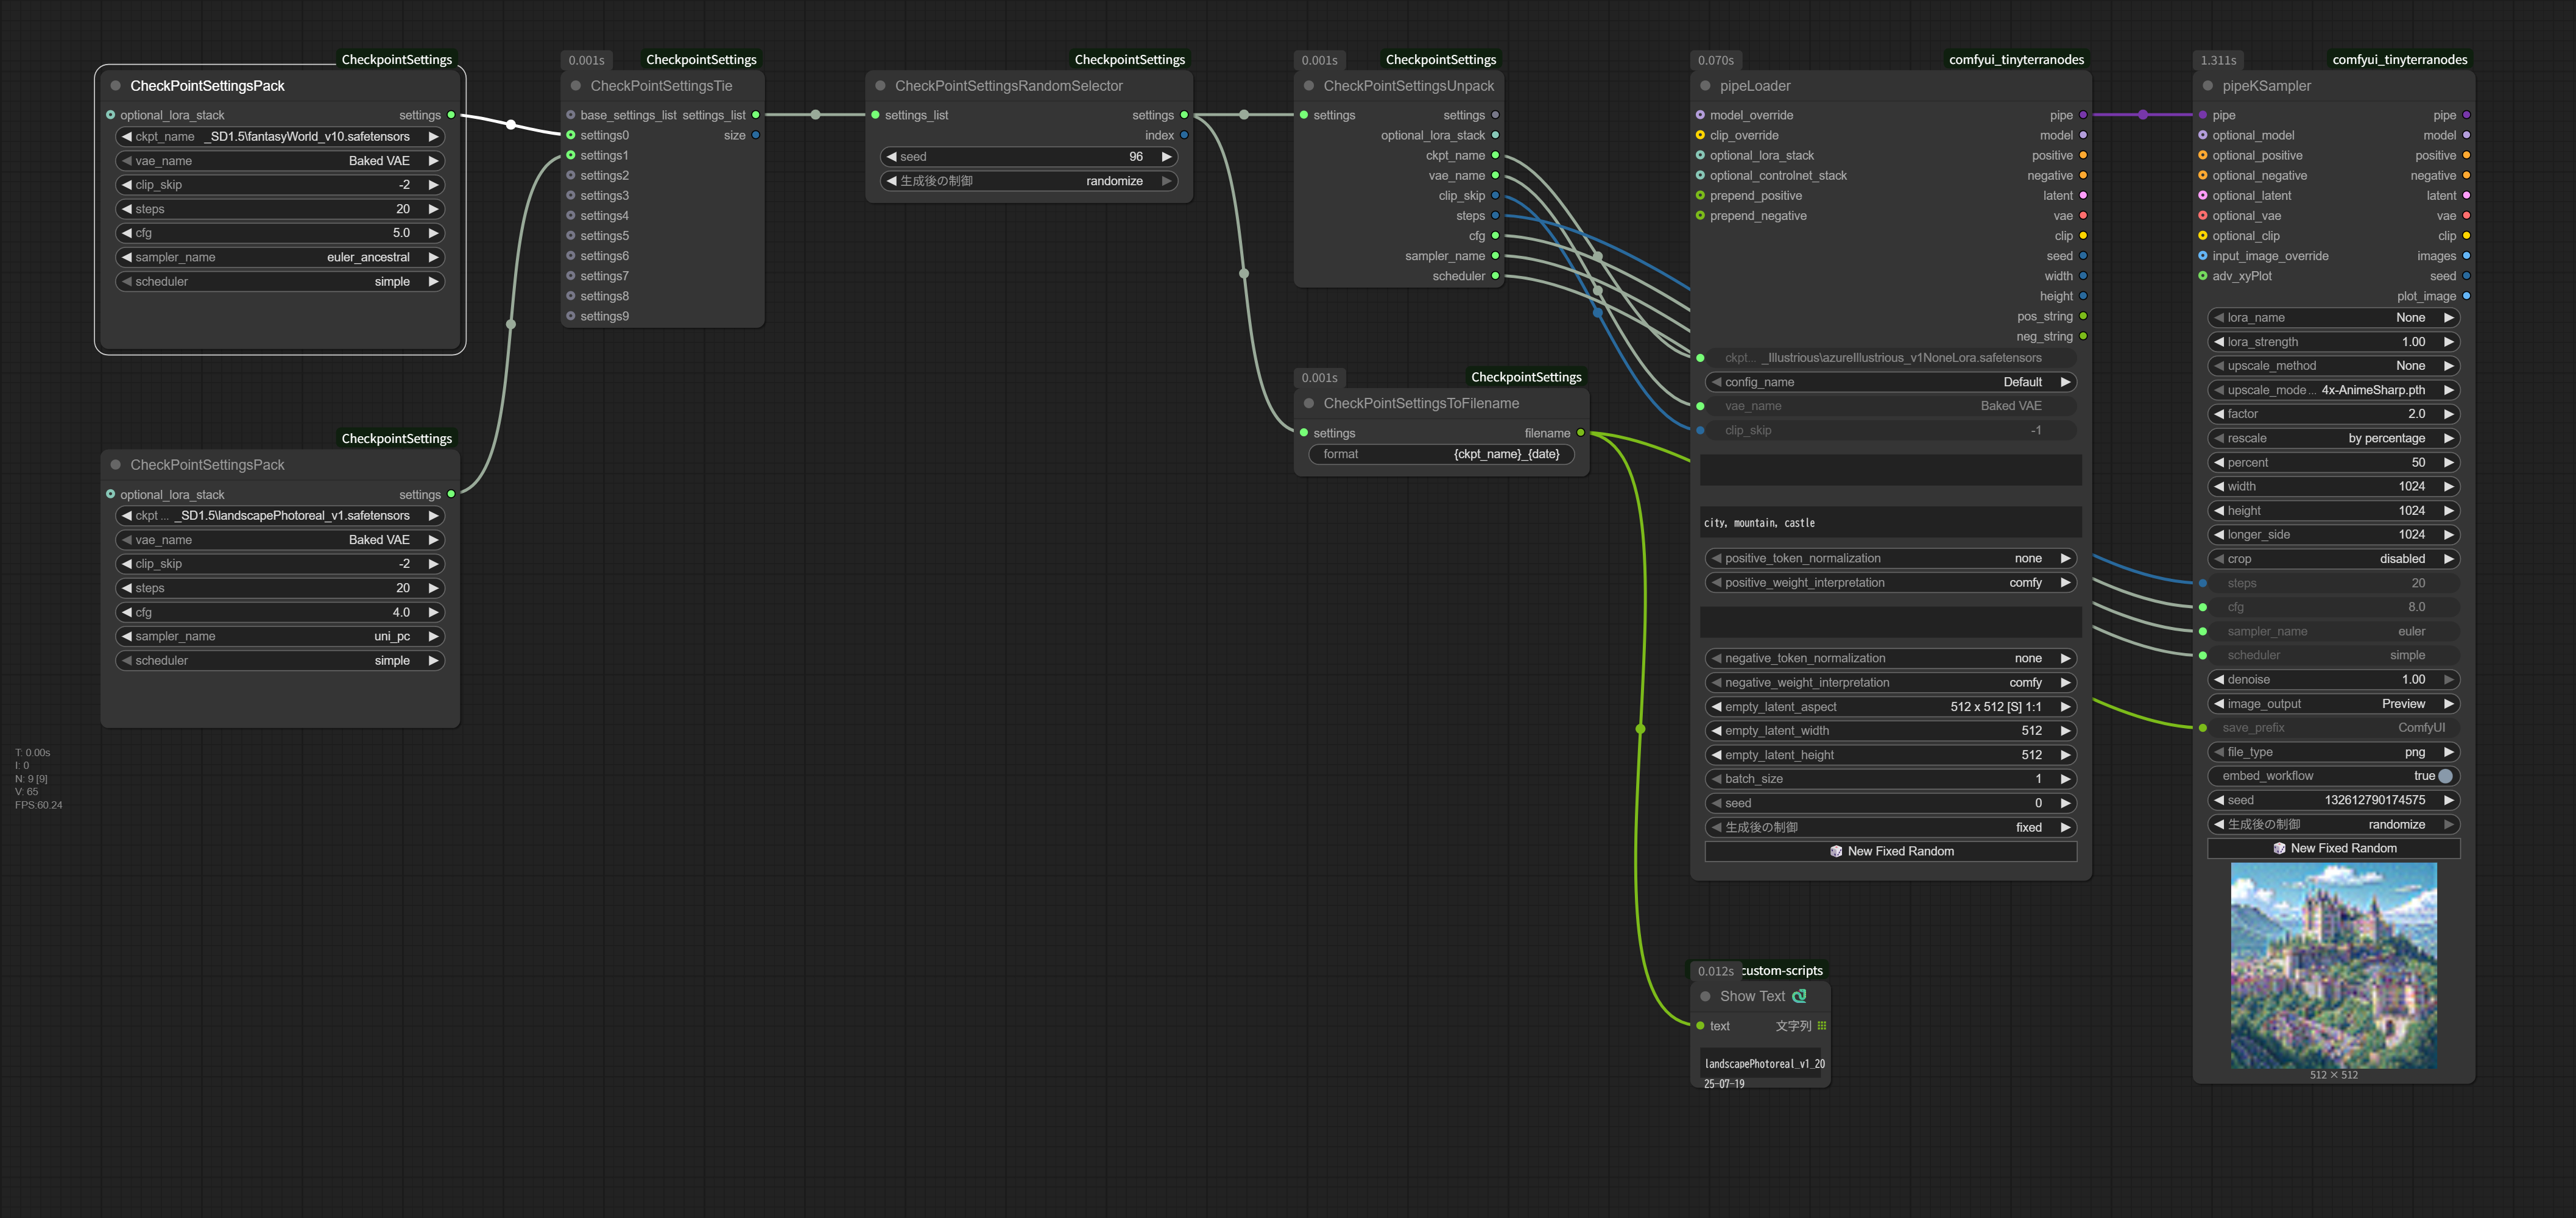 CheckpointSettings
CheckPointSettingsPack
optional_lora_stack settings
ckpt_name _SD1.5\fantasyWorld_v10.safetensors
vae_name Baked VAE
clip_skip -2
steps 20
cfg 5.0
sampler_name euler_ancestral
scheduler simple
CheckpointSettings
CheckPointSettingsPack
optional_lora_stack settings
ckpt ... _SD1.5\landscapePhotoreal_v1.safetensors
vae_name Baked VAE
clip_skip -2
steps 20
cfg 4.0
sampler_name uni_pc
scheduler simple
T: 0.00s
I: 0
N: 9 [9]
V: 65
FPS:60.24
0.001s CheckpointSettings
CheckPointSettingsTie
base_settings_list settings_list
settings0 size
settings1
settings2
settings3
settings4
settings5
settings6
settings7
settings8
settings9
CheckpointSettings
CheckPointSettingsRandomSelector
settings_list settings
index
seed 96
生成後の制御 randomize
0.001s CheckpointSettings
CheckPointSettingsUnpack
settings settings
optional_lora_stack
ckpt_name
vae_name
clip_skip
steps
cfg
sampler_name
scheduler
0.001s CheckpointSettings
CheckPointSettingsToFilename
settings filename
format {ckpt_name}_{date}
0.070s comfyui_tinyterranodes
pipeLoader
model_override pipe
clip_override model
optional_lora_stack positive
optional_controlnet_stack negative
prepend_positive latent
prepend_negative vae
clip
seed
width
height
pos_string
neg_string
ckpt... _Illustrious\azureIllustrious_v1NoneLora.safetensors
config_name Default
vae_name Baked VAE
clip_skip -1
city, mountain, castle
positive_token_normalization none
positive_weight_interpretation comfy
negative_token_normalization none
negative_weight_interpretation comfy
empty_latent_aspect 512 x 512 [S] 1:1
empty_latent_width 512
empty_latent_height 512
batch_size 1
seed 0
生成後の制御 fixed
New Fixed Random
0.012s custom-scripts
Show Text
text 文字列
landscapePhotoreal_v1_20
25-07-19
1.311s comfyui_tinyterranodes
pipeKSampler
pipe pipe
optional_model model
optional_positive positive
optional_negative negative
optional_latent latent
optional_vae vae
optional_clip clip
input_image_override images
adv_xyPlot seed
plot_image
lora_name None
lora_strength 1.00
upscale_method None
upscale_mode ... 4x-AnimeSharp.pth
factor 2.0
rescale by percentage
percent 50
width 1024
height 1024
longer_side 1024
crop disabled
steps 20
cfg 8.0
sampler_name euler
scheduler simple
denoise 1.00
image_output Preview
save_prefix ComfyUI
file_type png
embed_workflow true
seed 132612790174575
生成後の制御 randomize
New Fixed Random
512 × 512